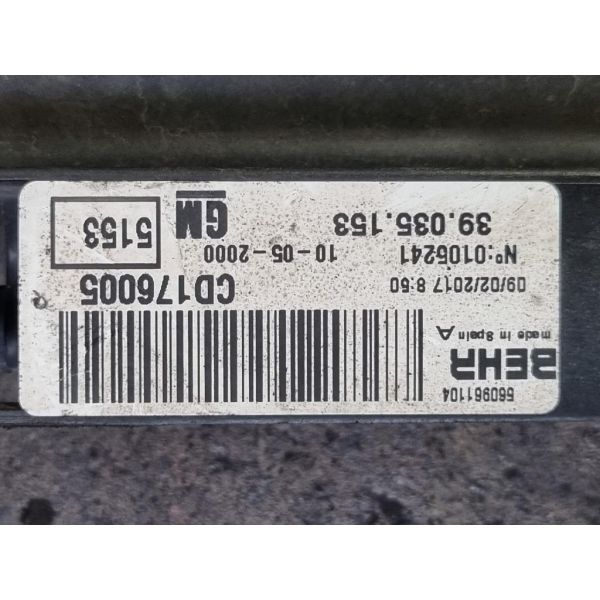 560961104
BEHR
made in Spain A
09/02/2017 8:50
Nº:0105241
39.035.153
CD176005
10-05-2000
GM
5153